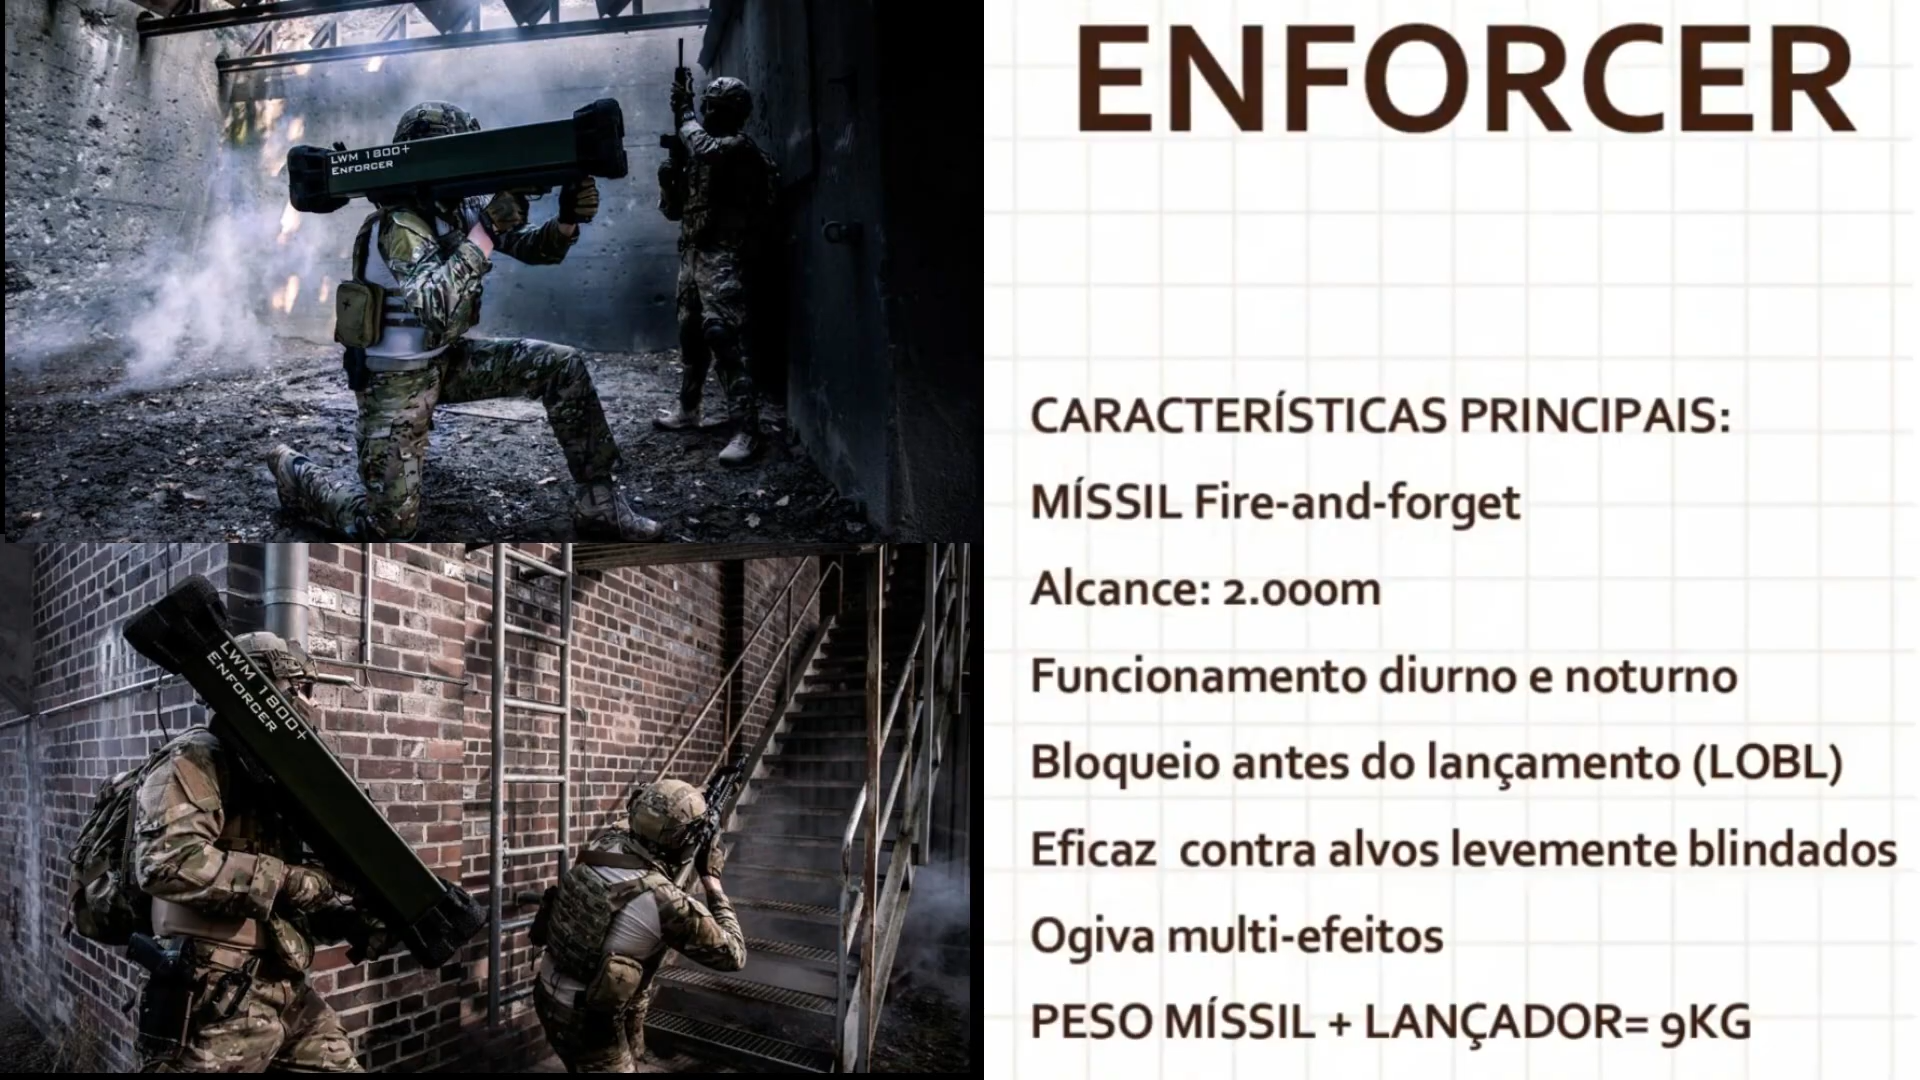 LWM 1800+
ENFORCER
LWM 1800+
ENFORCER
ENFORCER
CARACTERÍSTICAS PRINCIPAIS:
MÍSSIL Fire-and-forget
Alcance: 2.000m
Funcionamento diurno e noturno
Bloqueio antes do lançamento (LOBL)
Eficaz contra alvos levemente blindados
Ogiva multi-efeitos
PESO MÍSSIL + LANÇADOR= 9KG